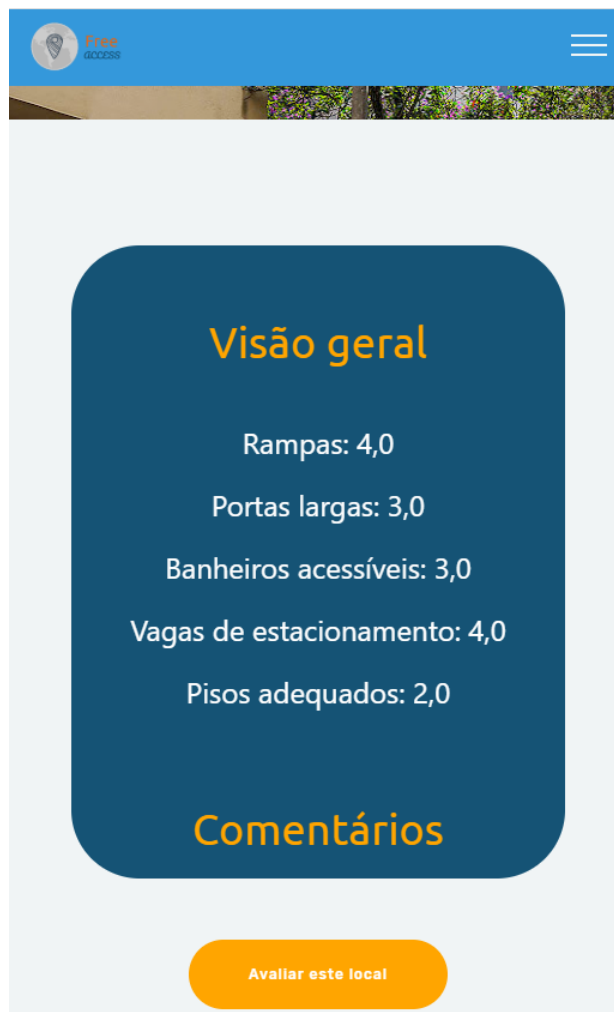 Free
access
Visão geral
Rampas: 4,0
Portas largas: 3,0
Banheiros acessíveis: 3,0
Vagas de estacionamento: 4,0
Pisos adequados: 2,0
Comentários
Avaliar este local